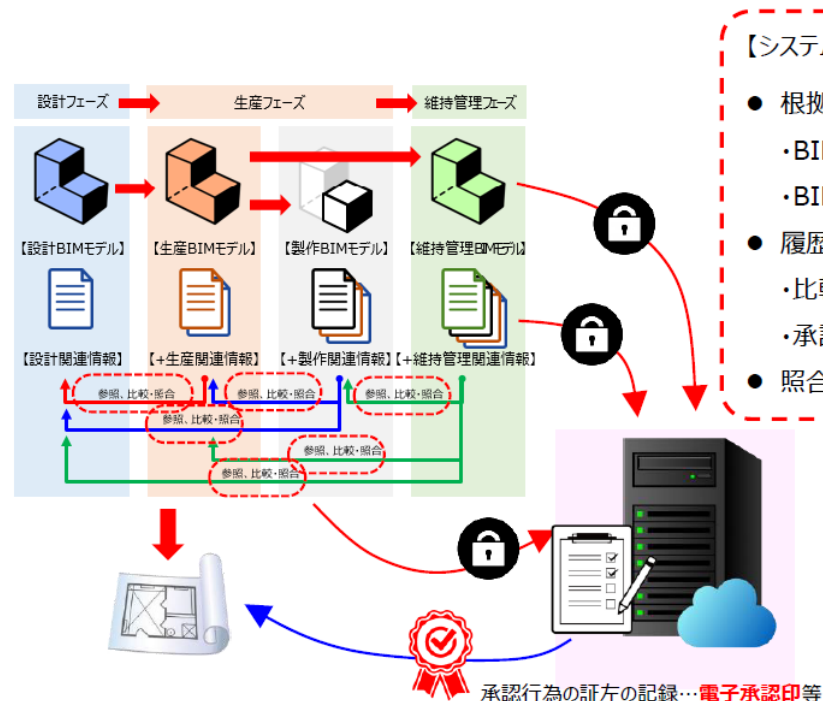 【システム
● 根拠
・BI
・BI
● 履歴
・比
・承
● 照合
設計フェーズ
生産フェーズ
維持管理フェーズ
【設計BIMモデル】
【生産BIMモデル】
【製作BIMモデル】
【維持管理BIMモデル】
【設計関連情報】
【+生産関連情報】
【+製作関連情報】
【+維持管理関連情報】
参照、比較・照合
参照、比較・照合
参照、比較・照合
参照、比較・照合
参照、比較・照合
参照、比較・照合
承認行為の証左の記録…電子承認印等